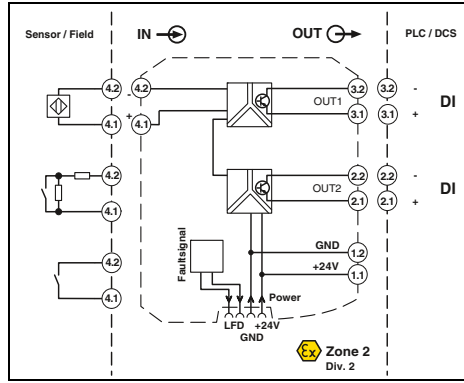 Sensor / Field
IN
OUT
PLC / DCS
4.2
4.2
-
3.2
3.2
-
DI
OUT1
4.1
+
4.1
3.1
3.1
+
4.2
2.2
2.2
-
DI
OUT2
4.1
2.1
2.1
+
Faultsignal
GND
1.2
4.2
+24V
1.1
4.1
Power
LFD
+24V
GND
Ex
Zone 2
Div. 2